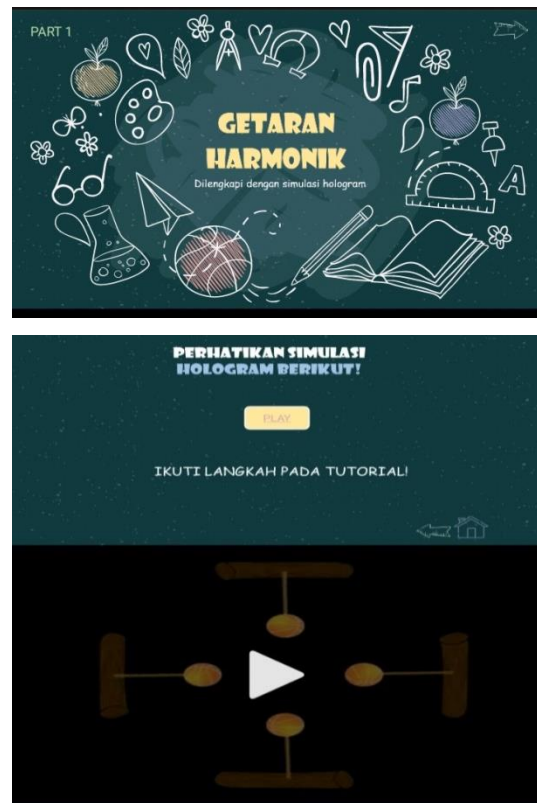 PART 1
GETARAN
HARMONIK
Dilengkapi dengan simulasi hologram
A
PERHATIKAN SIMULASI
HOLOGRAM BERIKUT!
PLAY
IKUTI LANGKAH PADA TUTORIAL!